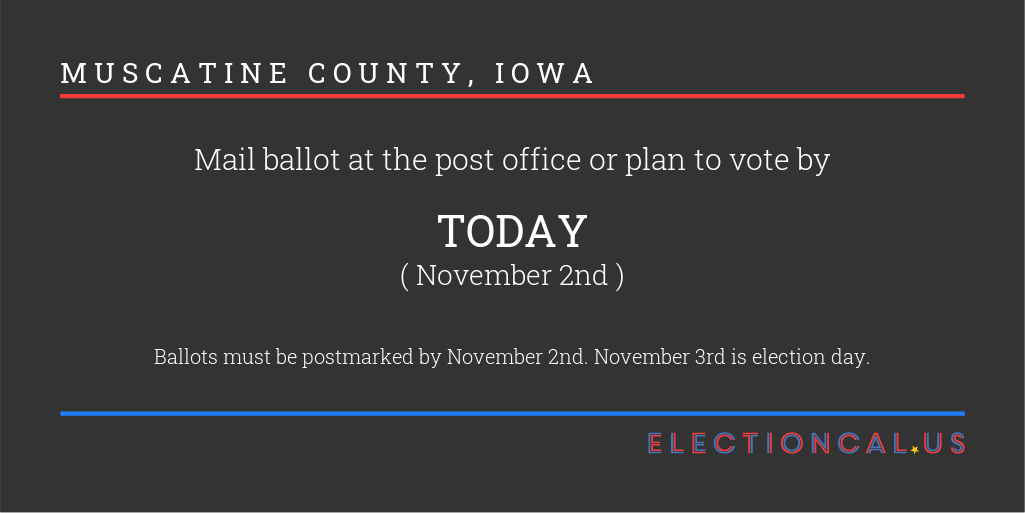 MUSCATINE COUNTY, IOWA
Mail ballot at the post office or plan to vote by
TODAY
( November 2nd )
Ballots must be postmarked by November 2nd. November 3rd is election day.
ELECTIONCAL.US